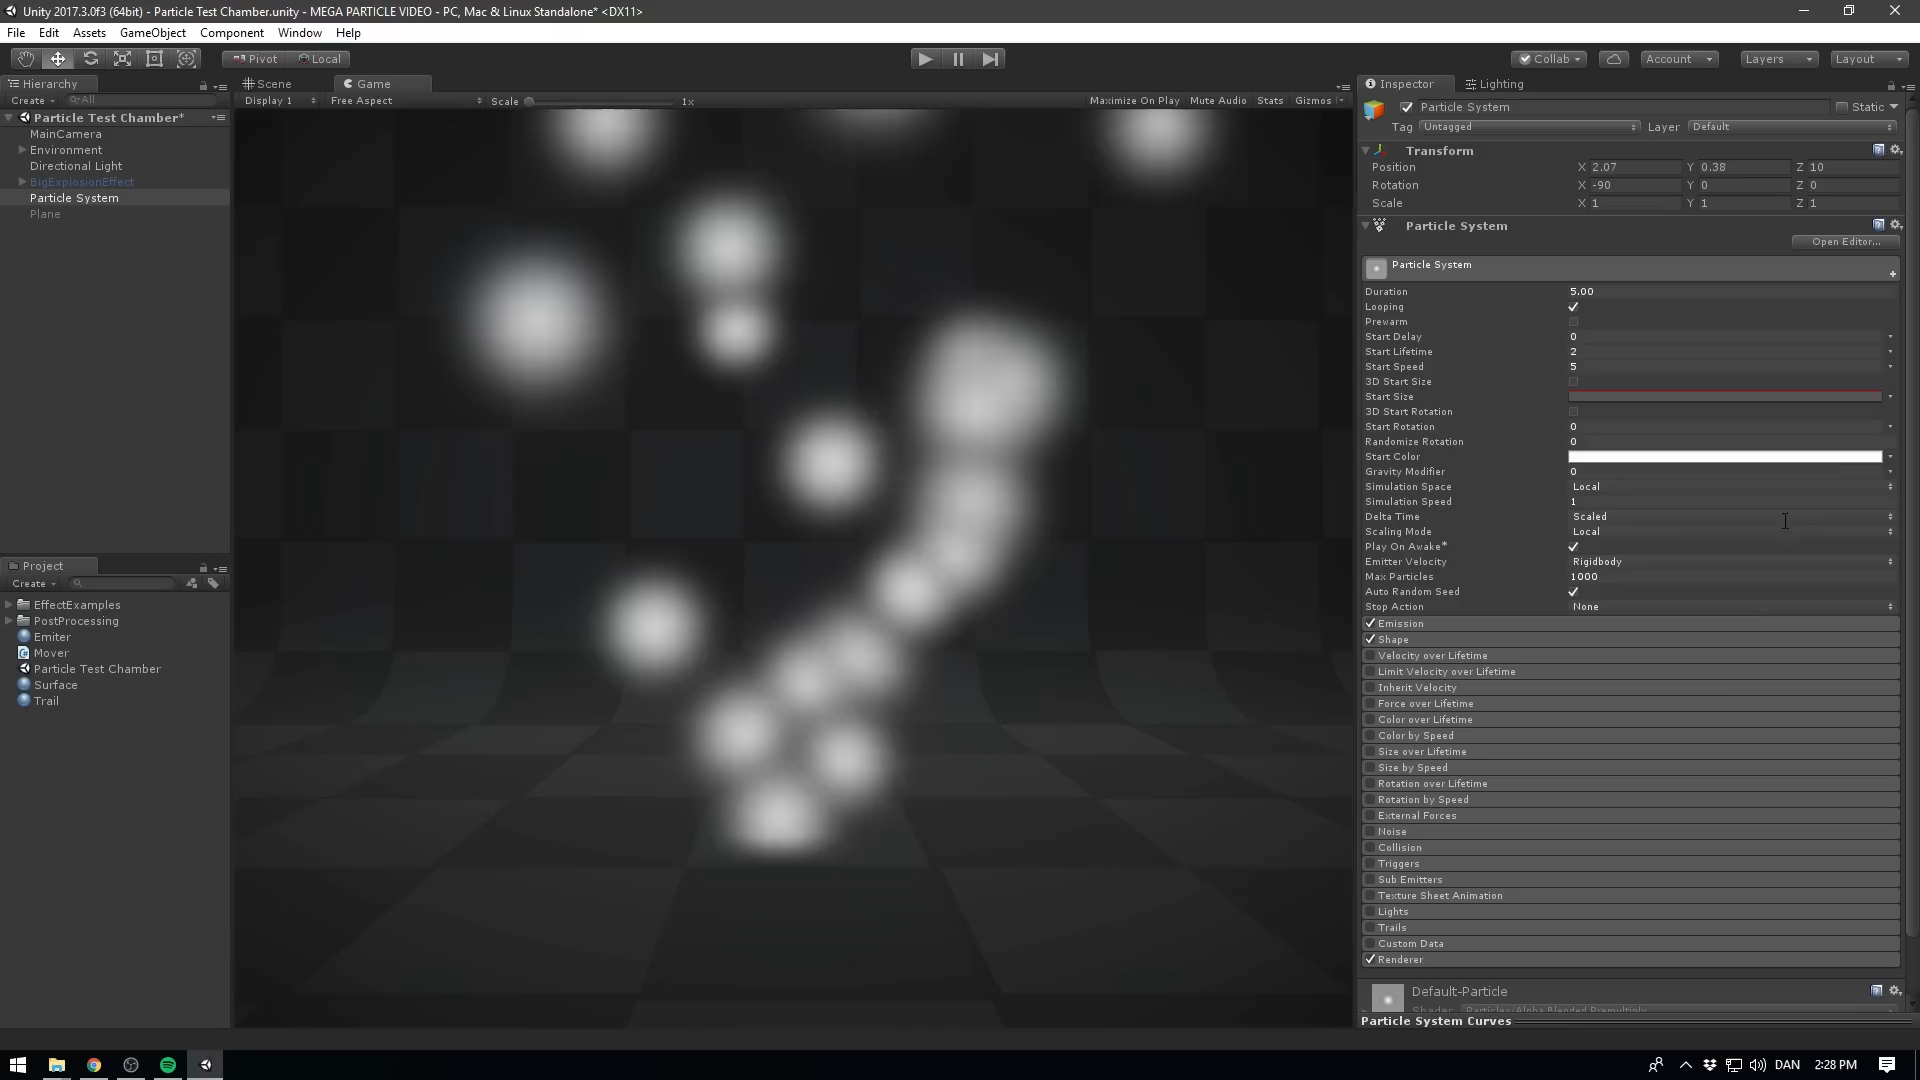 Unity 2017.3.0f3 (64bit) - Particle Test Chamber.unity - MEGA PARTICLE VIDEO - PC, Mac & Linux Standalone* <DX11>
File Edit Assets GameObject Component Window Help
Pivot Local Collab Account Layers Layout
Hierarchy
Create All
Particle Test Chamber*
MainCamera
Environment
Directional Light
BigExplosionEffect
Particle System
Plane
Project
Create
EffectExamples
PostProcessing
Emiter
Mover
Particle Test Chamber
Surface
Trail
Scene Game
Display 1 Free Aspect Scale 1x Maximize On Play Mute Audio Stats Gizmos
Inspector Lighting
Particle System Static
Tag Untagged Layer Default
Transform
Position X 2.07 Y 0.38 Z 10
Rotation X -90 Y 0 Z 0
Scale X 1 Y 1 Z 1
Particle System
Open Editor...
Particle System
Duration 5.00
Looping
Prewarm
Start Delay 0
Start Lifetime 2
Start Speed 5
3D Start Size
Start Size
3D Start Rotation
Start Rotation 0
Randomize Rotation 0
Start Color
Gravity Modifier 0
Simulation Space Local
Simulation Speed 1
Delta Time Scaled
Scaling Mode Local
Play On Awake*
Emitter Velocity Rigidbody
Max Particles 1000
Auto Random Seed
Stop Action None
Emission
Shape
Velocity over Lifetime
Limit Velocity over Lifetime
Inherit Velocity
Force over Lifetime
Color over Lifetime
Color by Speed
Size over Lifetime
Size by Speed
Rotation over Lifetime
Rotation by Speed
External Forces
Noise
Collision
Triggers
Sub Emitters
Texture Sheet Animation
Lights
Trails
Custom Data
Renderer
Default-Particle
Shader Particles/Alpha Blended Premultiply
Particle System Curves
DAN 2:28 PM